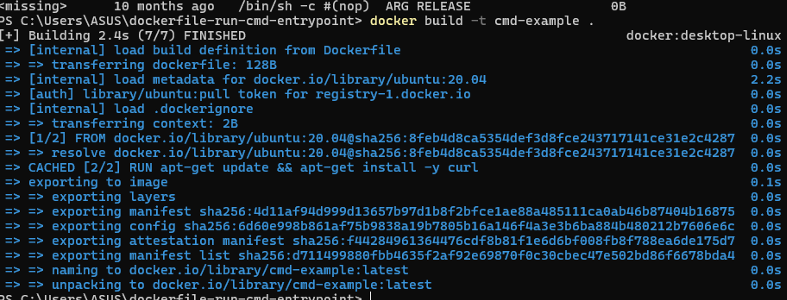 <missing> 10 months ago /bin/sh -c #(nop) ARG RELEASE 0B
PS C:\Users\ASUS\dockerfile-run-cmd-entrypoint> docker build -t cmd-example .
[+] Building 2.4s (7/7) FINISHED docker:desktop-linux
=> [internal] load build definition from Dockerfile 0.0s
=> => transferring dockerfile: 128B 0.0s
=> [internal] load metadata for docker.io/library/ubuntu:20.04 2.2s
=> [auth] library/ubuntu:pull token for registry-1.docker.io 0.0s
=> [internal] load .dockerignore 0.0s
=> => transferring context: 2B 0.0s
=> [1/2] FROM docker.io/library/ubuntu:20.04@sha256:8feb4d8ca5354def3d8fce243717141ce31e2c4287 0.0s
=> => resolve docker.io/library/ubuntu:20.04@sha256:8feb4d8ca5354def3d8fce243717141ce31e2c4287 0.0s
=> CACHED [2/2] RUN apt-get update && apt-get install -y curl 0.0s
=> exporting to image 0.1s
=> => exporting layers 0.0s
=> => exporting manifest sha256:4d11af94d999d13657b97d1b8f2bfce1ae88a485111ca0ab46b87404b16875 0.0s
=> => exporting config sha256:6d60e998b861af75b9838a19b7805b16a146f4a3e3b6ba884b480212b7606e6c 0.0s
=> => exporting attestation manifest sha256:f44284961364476cdf8b81f1e6d6bf008fb8f788ea6de175d7 0.0s
=> => exporting manifest list sha256:d711499880fbb4635f2af92e69870f0c30cbec47e502bd86f6678bda4 0.0s
=> => naming to docker.io/library/cmd-example:latest 0.0s
=> => unpacking to docker.io/library/cmd-example:latest 0.0s
PS C:\Users\ASUS\dockerfile-run-cmd-entrypoint>